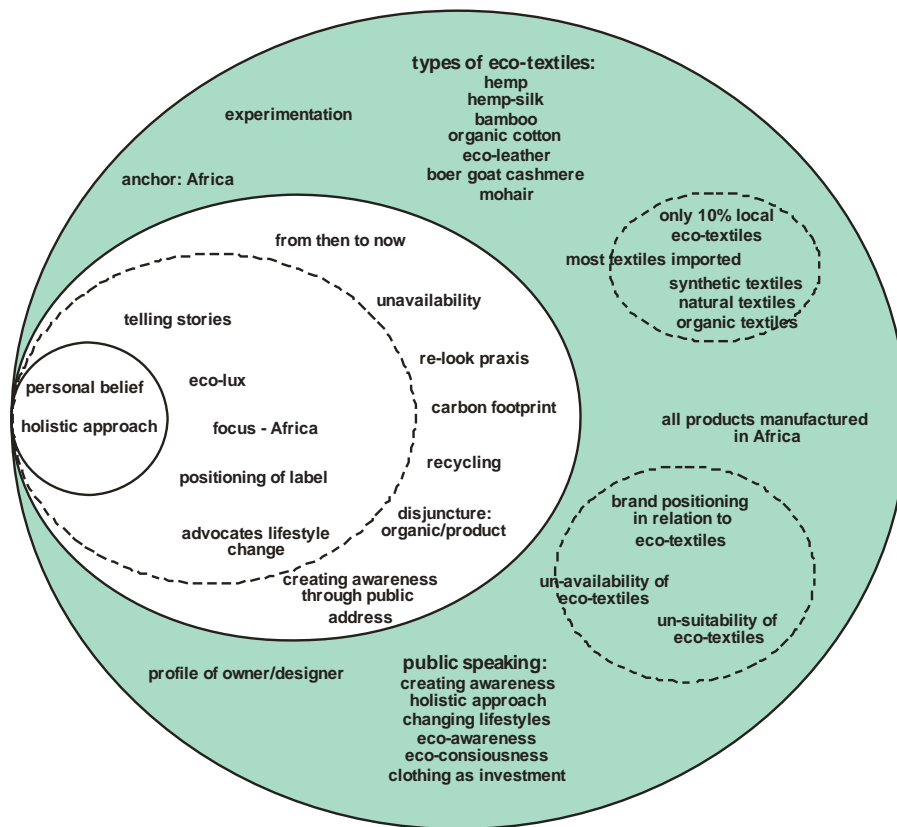 types of eco-textiles:
hemp
hemp-silk
bamboo
organic cotton
eco-leather
boer goat cashmere
mohair
experimentation
anchor: Africa
only 10% local
eco-textiles
most textiles imported
synthetic textiles
natural textiles
organic textiles
from then to now
unavailability
re-look praxis
carbon footprint
recycling
disjuncture:
organic/product
creating awareness
through public
address
telling stories
eco-lux
focus - Africa
positioning of label
advocates lifestyle
change
personal belief
holistic approach
all products manufactured
in Africa
brand positioning
in relation to
eco-textiles
un-availability of
eco-textiles
un-suitability of
eco-textiles
profile of owner/designer
public speaking:
creating awareness
holistic approach
changing lifestyles
eco-awareness
eco-consiousness
clothing as investment